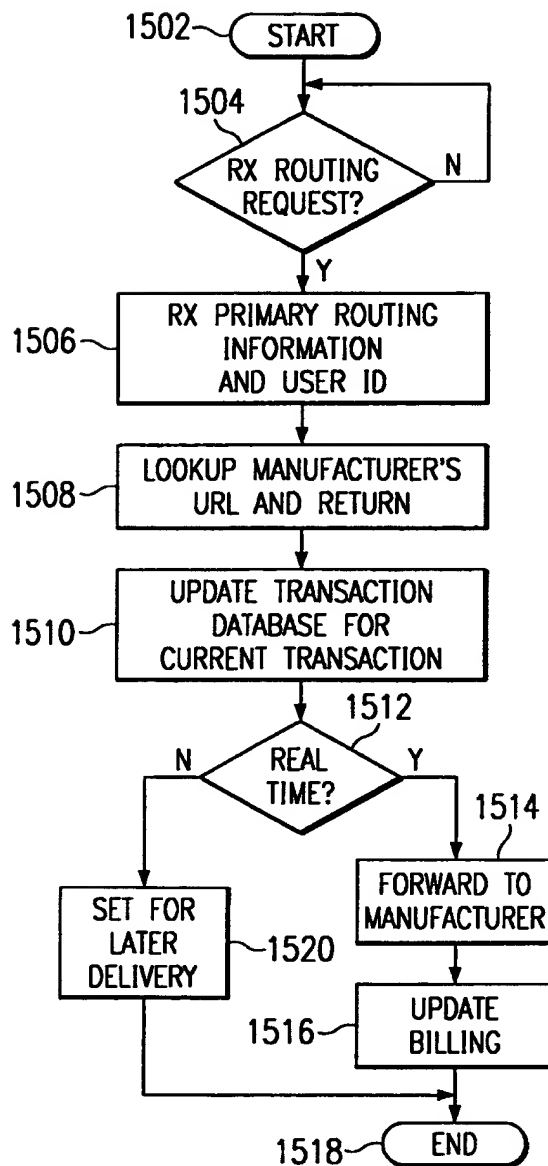 1502
START
1504
RX ROUTING
REQUEST?
N
Y
1506
RX PRIMARY ROUTING
INFORMATION
AND USER ID
1508
LOOKUP MANUFACTURER'S
URL AND RETURN
1510
UPDATE TRANSACTION
DATABASE FOR
CURRENT TRANSACTION
1512
N
REAL
TIME?
Y
1514
FORWARD TO
MANUFACTURER
SET FOR
LATER
DELIVERY
1520
1516
UPDATE
BILLING
1518
END